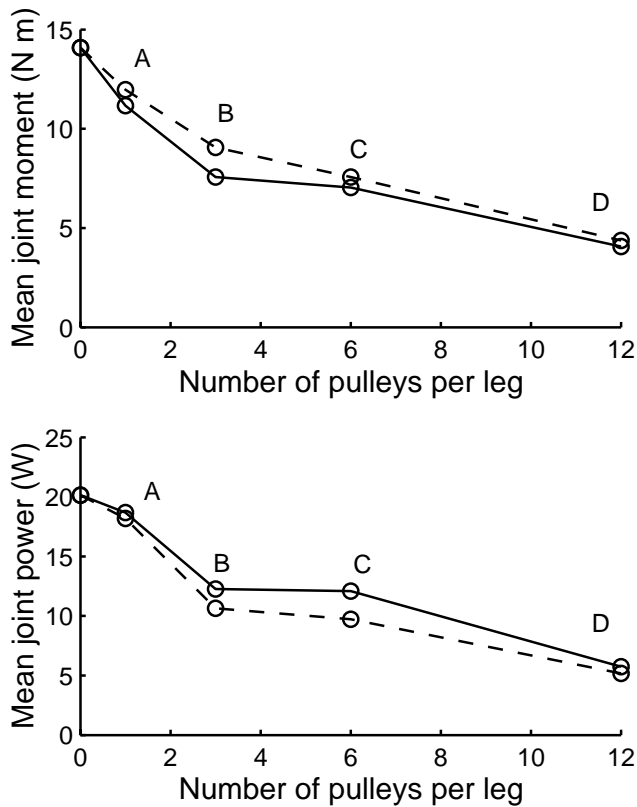 Mean joint moment (N m)
15
10
5
0
A
B
C
D
0 2 4 6 8 10 12
Number of pulleys per leg
Mean joint power (W)
25
20
15
10
5
0
A
B
C
D
0 2 4 6 8 10 12
Number of pulleys per leg